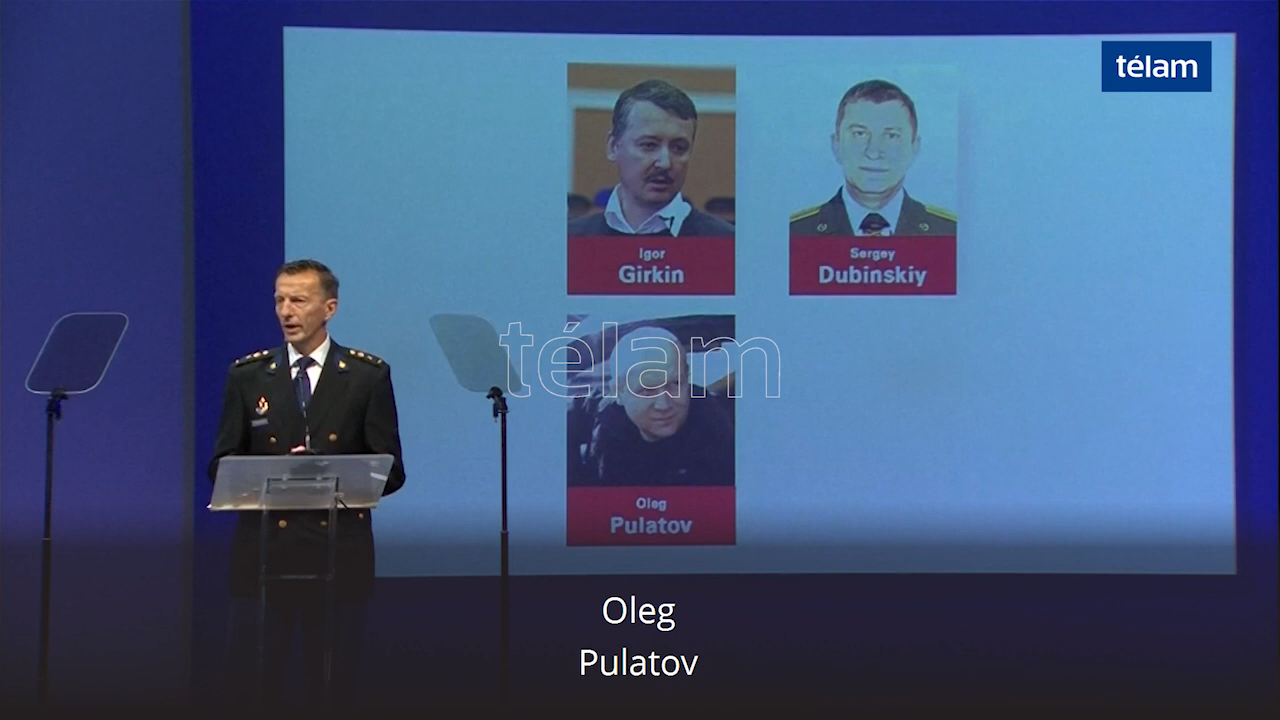 télam
Igor
Girkin
Sergey
Dubinskiy
télam
Oleg
Pulatov
Oleg
Pulatov